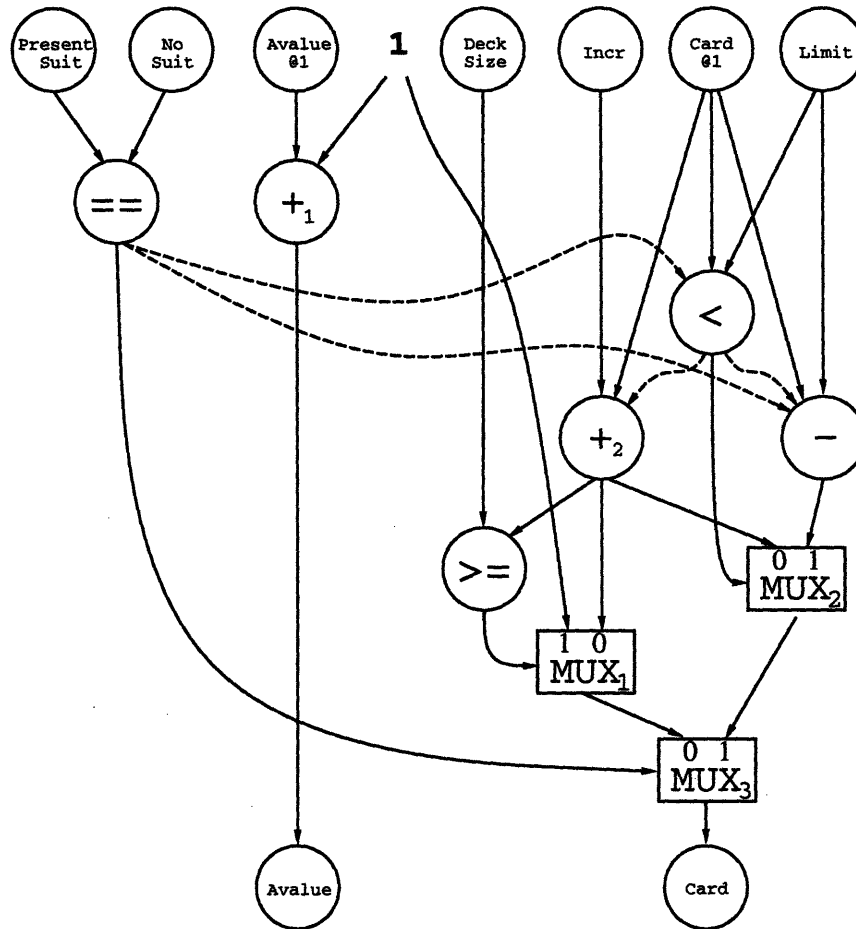 Present
Suit
No
Suit
Avalue
@1
1
Deck
Size
Incr
Card
@1
Limit
==
+1
<
+2
-
>=
0 1
MUX2
1 0
MUX1
0 1
MUX3
Avalue
Card